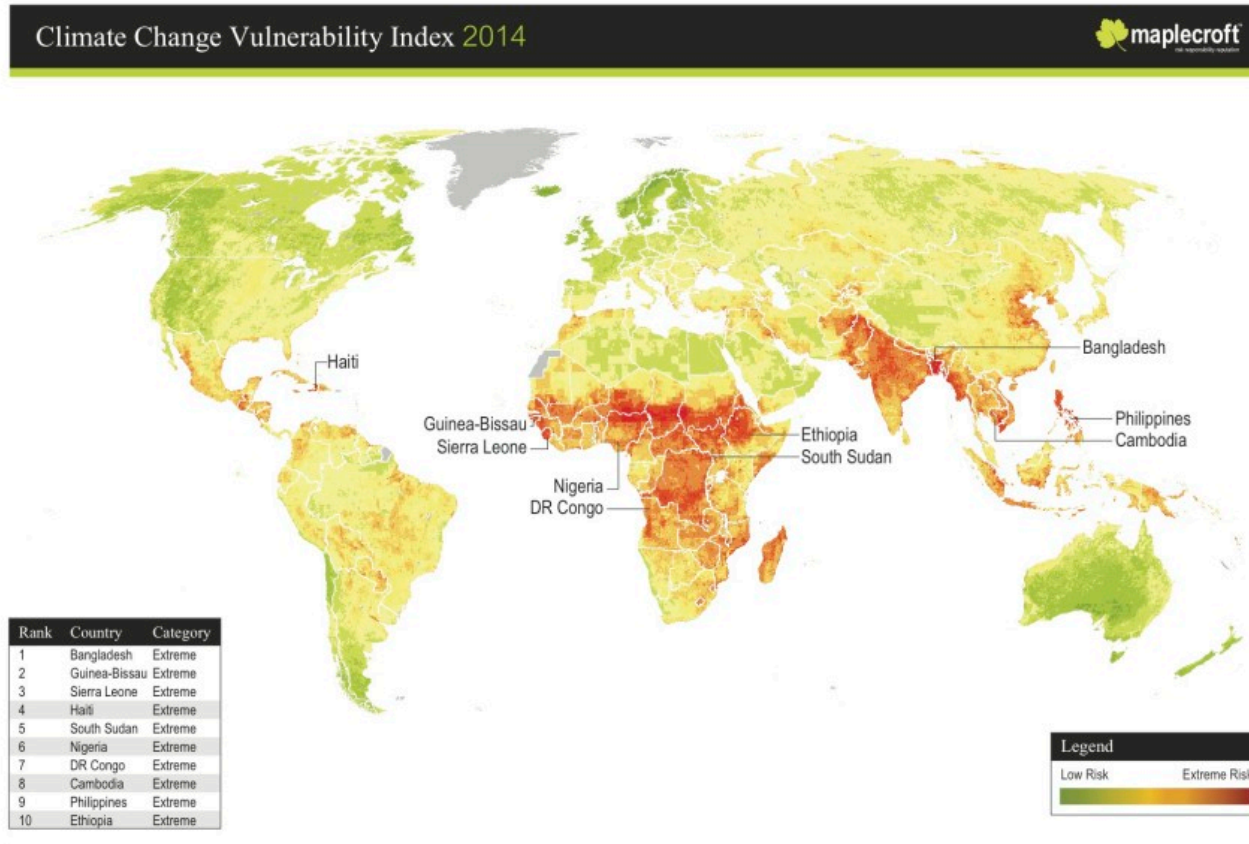 Climate Change Vulnerability Index 2014
maplecroft
risk responsibility reputation
Haiti
Bangladesh
Guinea-Bissau
Sierra Leone
Philippines
Cambodia
Ethiopia
South Sudan
Nigeria
DR Congo
Rank Country Category
1 Bangladesh Extreme
2 Guinea-Bissau Extreme
3 Sierra Leone Extreme
4 Haiti Extreme
5 South Sudan Extreme
6 Nigeria Extreme
7 DR Congo Extreme
8 Cambodia Extreme
9 Philippines Extreme
10 Ethiopia Extreme
Legend
Low Risk Extreme Risk